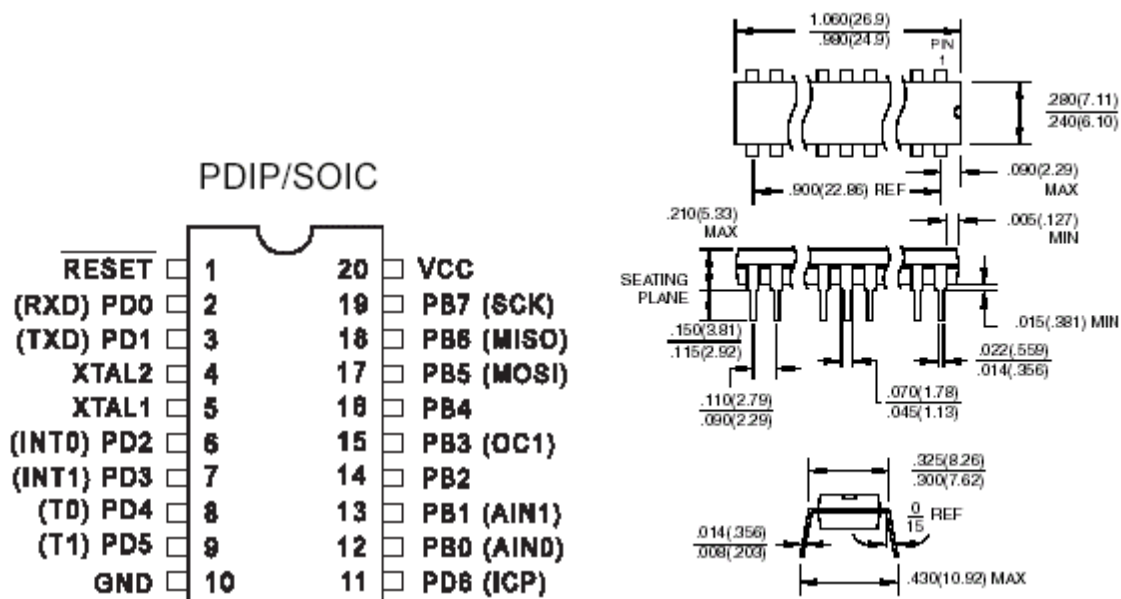 PDIP/SOIC
RESET 1 20 VCC
(RXD) PD0 2 19 PB7 (SCK)
(TXD) PD1 3 18 PB6 (MISO)
XTAL2 4 17 PB5 (MOSI)
XTAL1 5 16 PB4
(INT0) PD2 6 15 PB3 (OC1)
(INT1) PD3 7 14 PB2
(T0) PD4 8 13 PB1 (AIN1)
(T1) PD5 9 12 PB0 (AIN0)
GND 10 11 PD6 (ICP)
1.060(26.9)
.980(24.9)
PIN
1
.280(7.11)
.240(6.10)
.900(22.86) REF
.090(2.29)
MAX
.210(5.33)
MAX
.005(.127)
MIN
SEATING
PLANE
.015(.381) MIN
.150(3.81)
.115(2.92)
.022(.559)
.014(.356)
.110(2.79)
.090(2.29)
.070(1.78)
.045(1.13)
.325(8.26)
.300(7.62)
0
15 REF
.014(.356)
.008(.203)
.430(10.92) MAX